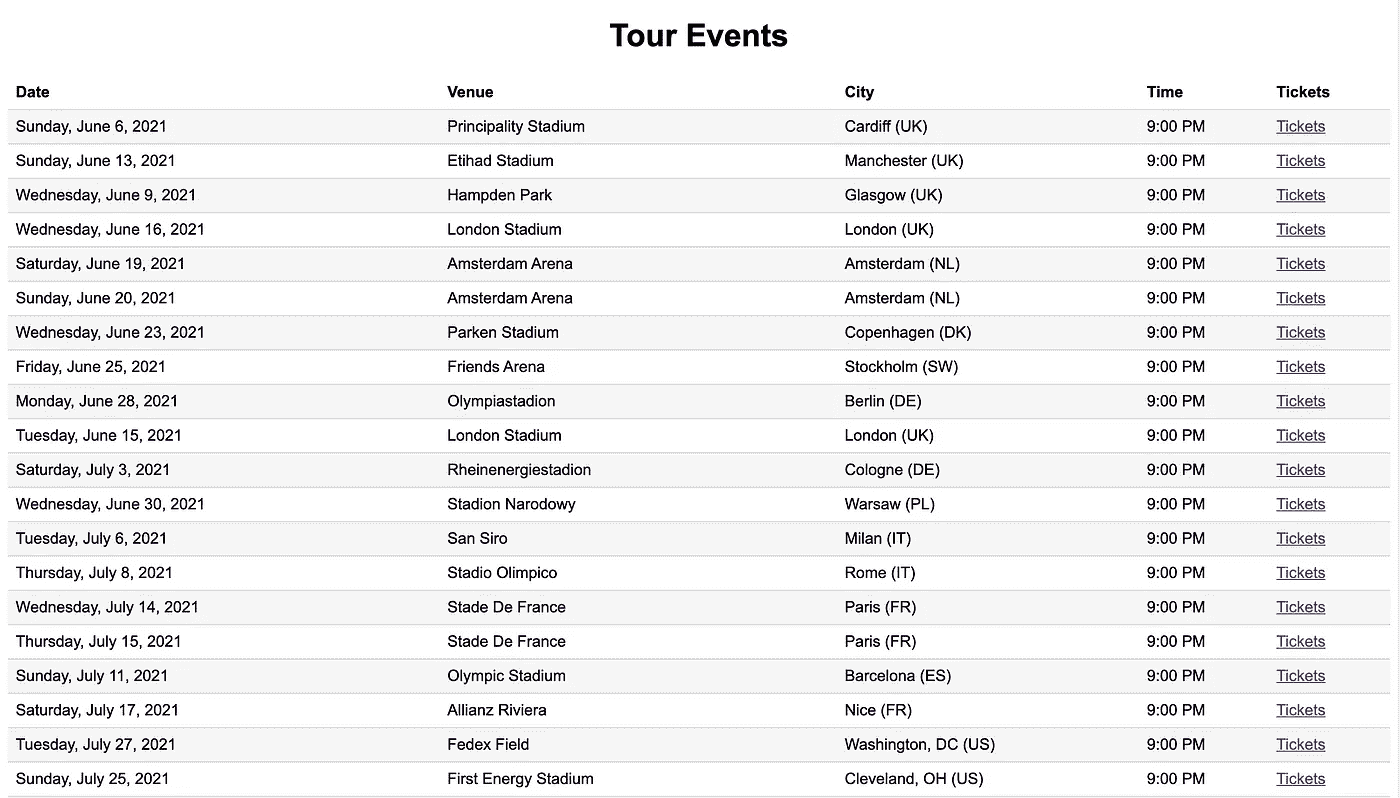 Tour Events
Date Venue City Time Tickets
Sunday, June 6, 2021 Principality Stadium Cardiff (UK) 9:00 PM Tickets
Sunday, June 13, 2021 Etihad Stadium Manchester (UK) 9:00 PM Tickets
Wednesday, June 9, 2021 Hampden Park Glasgow (UK) 9:00 PM Tickets
Wednesday, June 16, 2021 London Stadium London (UK) 9:00 PM Tickets
Saturday, June 19, 2021 Amsterdam Arena Amsterdam (NL) 9:00 PM Tickets
Sunday, June 20, 2021 Amsterdam Arena Amsterdam (NL) 9:00 PM Tickets
Wednesday, June 23, 2021 Parken Stadium Copenhagen (DK) 9:00 PM Tickets
Friday, June 25, 2021 Friends Arena Stockholm (SW) 9:00 PM Tickets
Monday, June 28, 2021 Olympiastadion Berlin (DE) 9:00 PM Tickets
Tuesday, June 15, 2021 London Stadium London (UK) 9:00 PM Tickets
Saturday, July 3, 2021 Rheinenergiestadion Cologne (DE) 9:00 PM Tickets
Wednesday, June 30, 2021 Stadion Narodowy Warsaw (PL) 9:00 PM Tickets
Tuesday, July 6, 2021 San Siro Milan (IT) 9:00 PM Tickets
Thursday, July 8, 2021 Stadio Olimpico Rome (IT) 9:00 PM Tickets
Wednesday, July 14, 2021 Stade De France Paris (FR) 9:00 PM Tickets
Thursday, July 15, 2021 Stade De France Paris (FR) 9:00 PM Tickets
Sunday, July 11, 2021 Olympic Stadium Barcelona (ES) 9:00 PM Tickets
Saturday, July 17, 2021 Allianz Riviera Nice (FR) 9:00 PM Tickets
Tuesday, July 27, 2021 Fedex Field Washington, DC (US) 9:00 PM Tickets
Sunday, July 25, 2021 First Energy Stadium Cleveland, OH (US) 9:00 PM Tickets